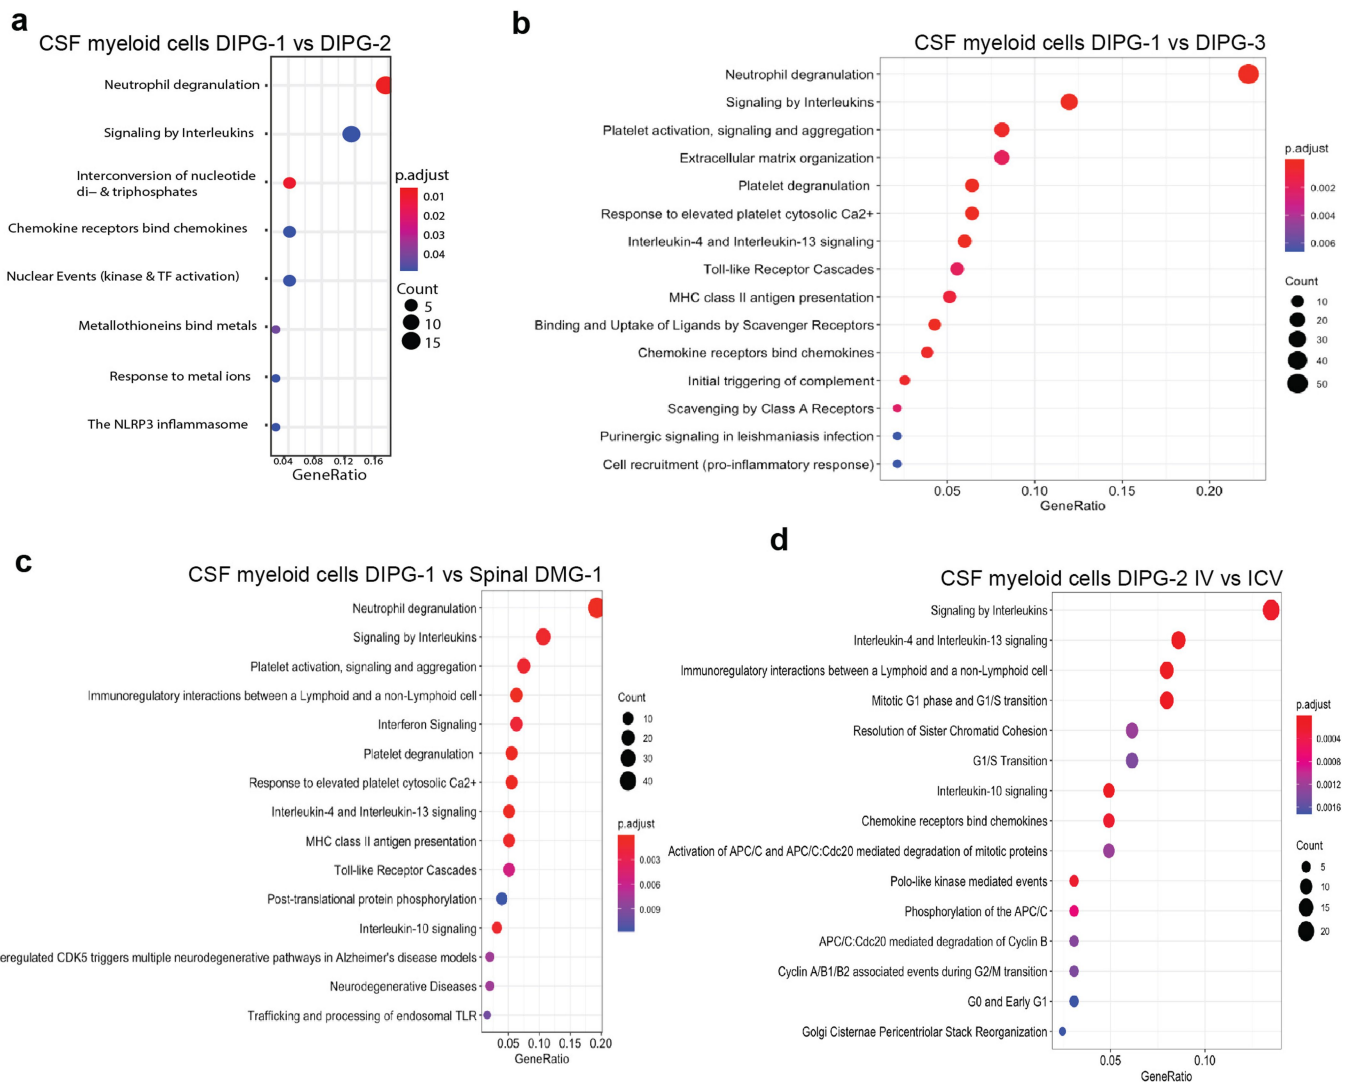 a
CSF myeloid cells DIPG-1 vs DIPG-2
Neutrophil degranulation
Signaling by Interleukins
Interconversion of nucleotide
di– & triphosphates
Chemokine receptors bind chemokines
Nuclear Events (kinase & TF activation)
Metallothioneins bind metals
Response to metal ions
The NLRP3 inflammasome
0.04 0.08 0.12 0.16
GeneRatio
p.adjust
0.01
0.02
0.03
0.04
Count
5
10
15
b
CSF myeloid cells DIPG-1 vs DIPG-3
Neutrophil degranulation
Signaling by Interleukins
Platelet activation, signaling and aggregation
Extracellular matrix organization
Platelet degranulation
Response to elevated platelet cytosolic Ca2+
Interleukin-4 and Interleukin-13 signaling
Toll-like Receptor Cascades
MHC class II antigen presentation
Binding and Uptake of Ligands by Scavenger Receptors
Chemokine receptors bind chemokines
Initial triggering of complement
Scavenging by Class A Receptors
Purinergic signaling in leishmaniasis infection
Cell recruitment (pro-inflammatory response)
0.05 0.10 0.15 0.20
GeneRatio
p.adjust
0.002
0.004
0.006
Count
10
20
30
40
50
c
CSF myeloid cells DIPG-1 vs Spinal DMG-1
Neutrophil degranulation
Signaling by Interleukins
Platelet activation, signaling and aggregation
Immunoregulatory interactions between a Lymphoid and a non-Lymphoid cell
Interferon Signaling
Platelet degranulation
Response to elevated platelet cytosolic Ca2+
Interleukin-4 and Interleukin-13 signaling
MHC class II antigen presentation
Toll-like Receptor Cascades
Post-translational protein phosphorylation
Interleukin-10 signaling
eregulated CDK5 triggers multiple neurodegenerative pathways in Alzheimer's disease models
Neurodegenerative Diseases
Trafficking and processing of endosomal TLR
0.05 0.10 0.15 0.20
GeneRatio
Count
10
20
30
40
p.adjust
0.003
0.006
0.009
d
CSF myeloid cells DIPG-2 IV vs ICV
Signaling by Interleukins
Interleukin-4 and Interleukin-13 signaling
Immunoregulatory interactions between a Lymphoid and a non-Lymphoid cell
Mitotic G1 phase and G1/S transition
Resolution of Sister Chromatid Cohesion
G1/S Transition
Interleukin-10 signaling
Chemokine receptors bind chemokines
Activation of APC/C and APC/C:Cdc20 mediated degradation of mitotic proteins
Polo-like kinase mediated events
Phosphorylation of the APC/C
APC/C:Cdc20 mediated degradation of Cyclin B
Cyclin A/B1/B2 associated events during G2/M transition
G0 and Early G1
Golgi Cisternae Pericentriolar Stack Reorganization
0.05 0.10
GeneRatio
p.adjust
0.0004
0.0008
0.0012
0.0016
Count
5
10
15
20